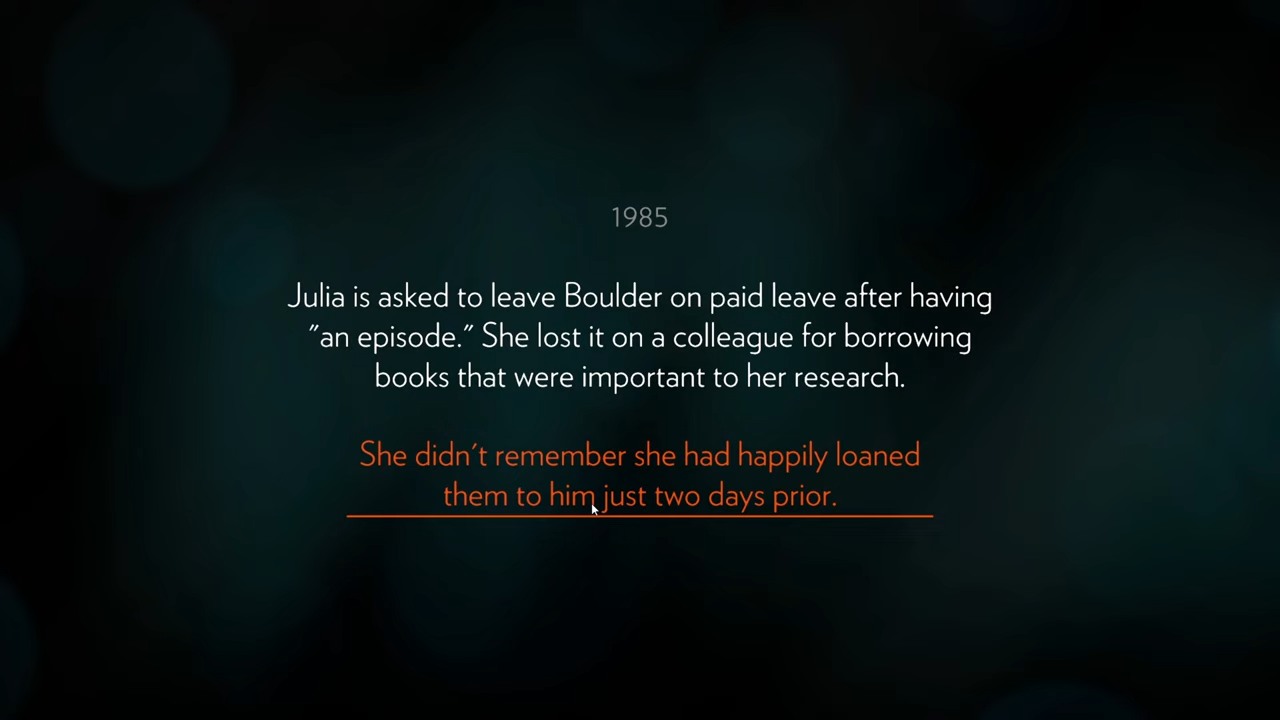 1985
Julia is asked to leave Boulder on paid leave after having
"an episode." She lost it on a colleague for borrowing
books that were important to her research.
She didn't remember she had happily loaned
them to him just two days prior.